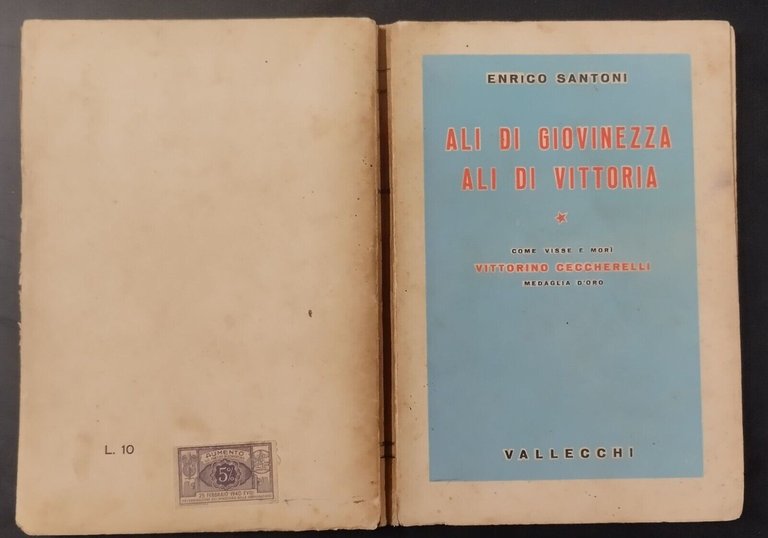 ENRICO SANTONI
ALI DI GIOVINEZZA
ALI DI VITTORIA
COME VISSE E MORÌ
VITTORINO CECCHERELLI
MEDAGLIA D'ORO
VALLECCHI
L. 10
AUMENTO
5%
25 FEBBRAIO 1940 XVIII